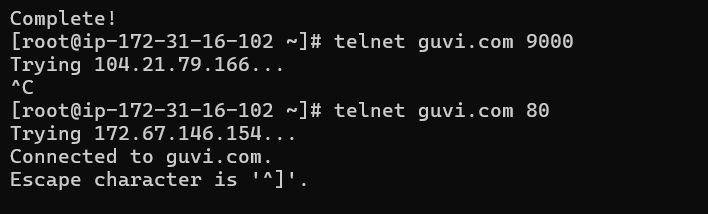 Complete!
[root@ip-172-31-16-102 ~]# telnet guvi.com 9000
Trying 104.21.79.166...
^C
[root@ip-172-31-16-102 ~]# telnet guvi.com 80
Trying 172.67.146.154...
Connected to guvi.com.
Escape character is '^]'.